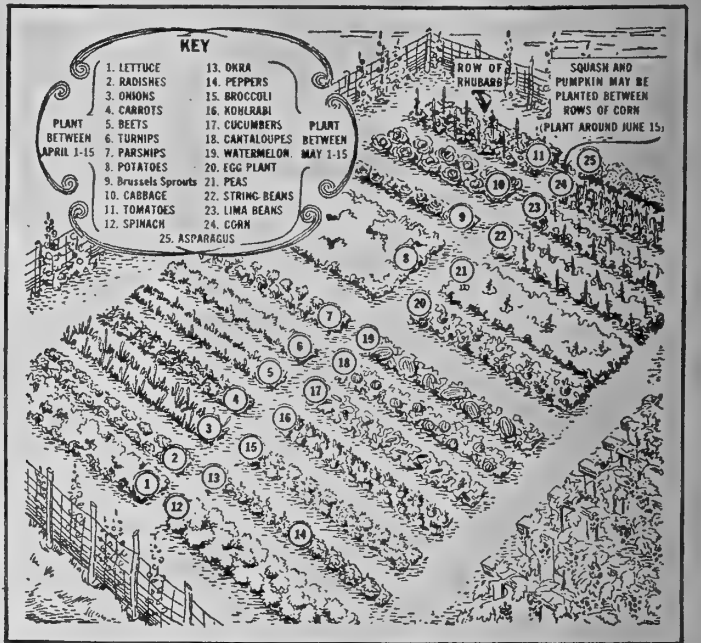 KEY
1. LETTUCE
2. RADISHES
3. ONIONS
4. CARROTS
5. BEETS
6. TURNIPS
7. PARSNIPS
8. POTATOES
9. Brussels Sprouts
10. CABBAGE
11. TOMATOES
12. SPINACH
13. OKRA
14. PEPPERS
15. BROCCOLI
16. KOHLRABI
17. CUCUMBERS
18. CANTALOUPES
19. WATERMELON.
20. EGG PLANT
21. PEAS
22. STRING-BEANS
23. LIMA BEANS
24. CORN
25. ASPARAGUS
PLANT
BETWEEN
APRIL 1-15
PLANT
BETWEEN
MAY 1-15
ROW OF
RHUBARB
SQUASH AND
PUMPKIN MAY BE
PLANTED BETWEEN
ROWS OF CORN
(PLANT AROUND JUNE 15)
11
25
10
24
9
23
8
22
21
20
7
19
6
18
5
17
4
16
3
15
2
13
1
12
14